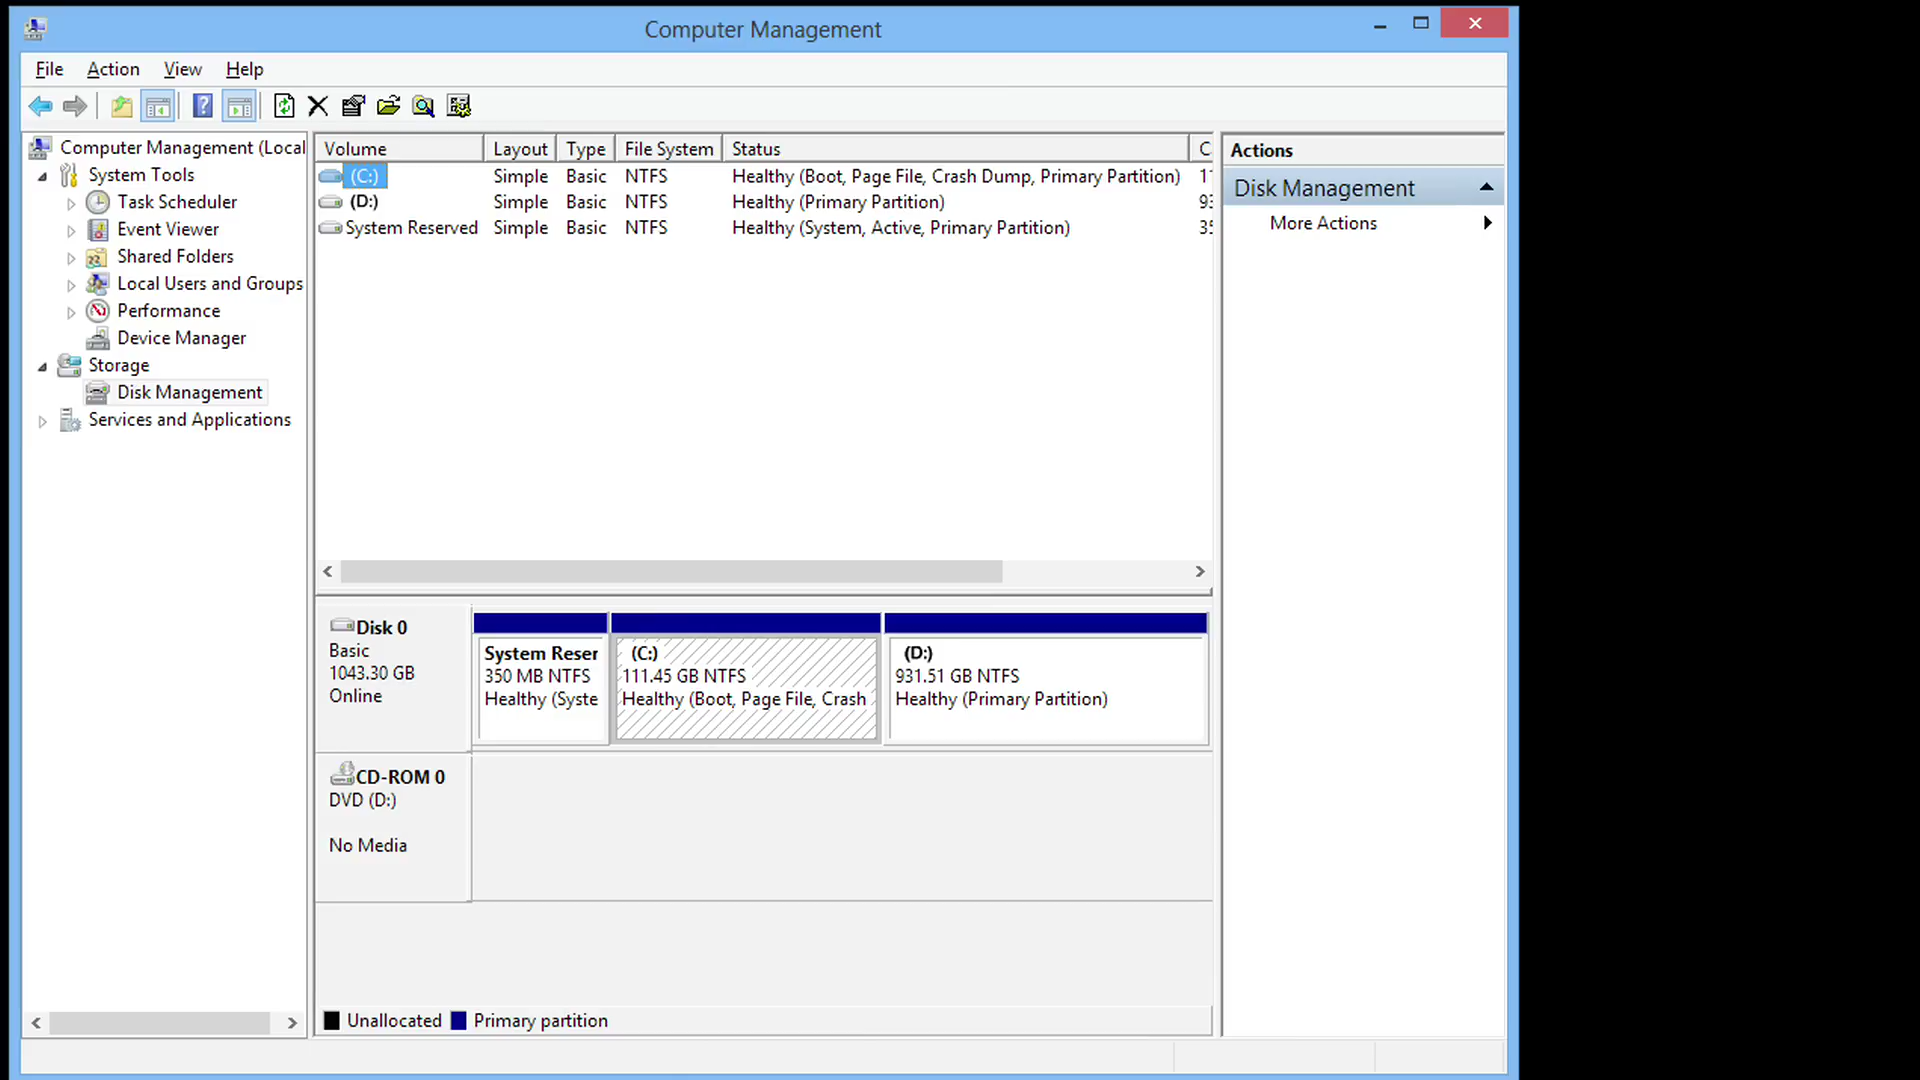 Computer Management
File Action View Help
Computer Management (Local
System Tools
Task Scheduler
Event Viewer
Shared Folders
Local Users and Groups
Performance
Device Manager
Storage
Disk Management
Services and Applications
Volume Layout Type File System Status C
(C:) Simple Basic NTFS Healthy (Boot, Page File, Crash Dump, Primary Partition) 11
(D:) Simple Basic NTFS Healthy (Primary Partition) 93
System Reserved Simple Basic NTFS Healthy (System, Active, Primary Partition) 35
Disk 0
Basic
1043.30 GB
Online
System Reser
350 MB NTFS
Healthy (Syste
(C:)
111.45 GB NTFS
Healthy (Boot, Page File, Crash
(D:)
931.51 GB NTFS
Healthy (Primary Partition)
CD-ROM 0
DVD (D:)
No Media
Unallocated Primary partition
Actions
Disk Management
More Actions